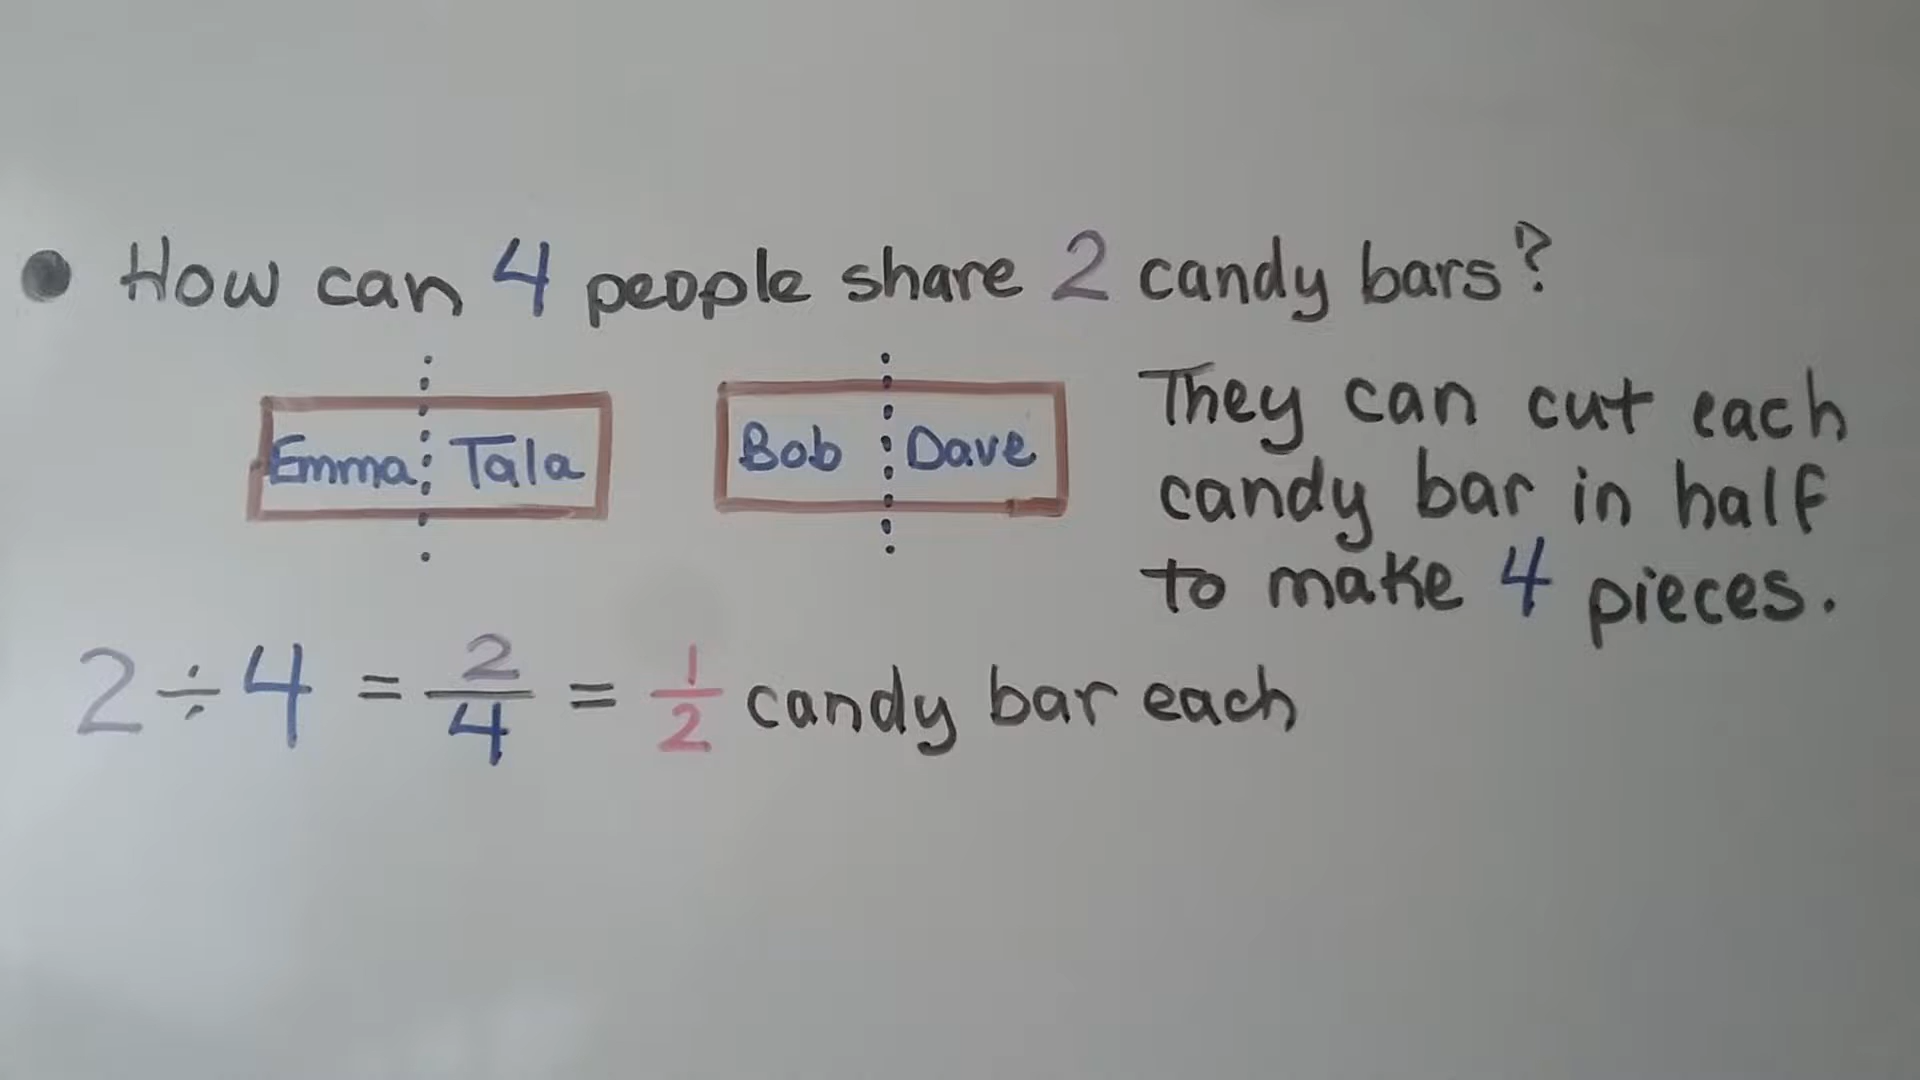 • How can 4 people share 2 candy bars?
Emma Tala Bob Dave
They can cut each
candy bar in half
to make 4 pieces.
2 ÷ 4 = 2/4 = 1/2 candy bar each